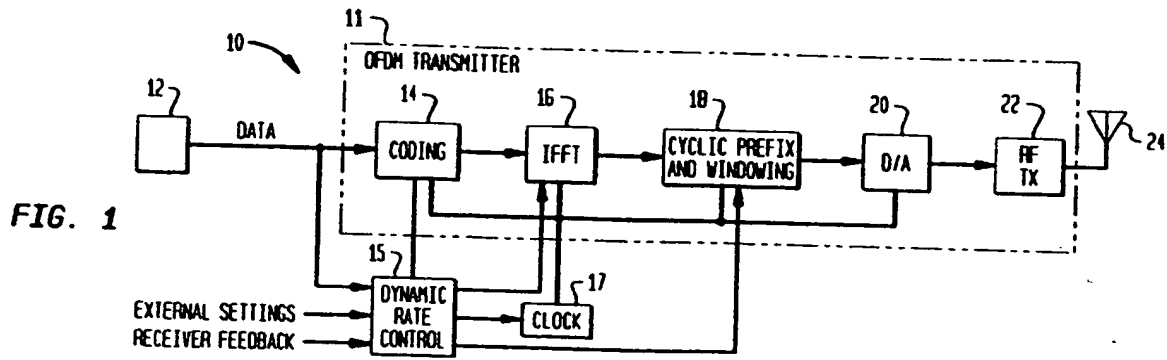 11
10
OFDM TRANSMITTER
12
14
16
18
20
22
24
DATA
CODING
IFFT
CYCLIC PREFIX
AND WINDOWING
D/A
RF
TX
FIG. 1
15
17
DYNAMIC
RATE
CONTROL
CLOCK
EXTERNAL SETTINGS
RECEIVER FEEDBACK